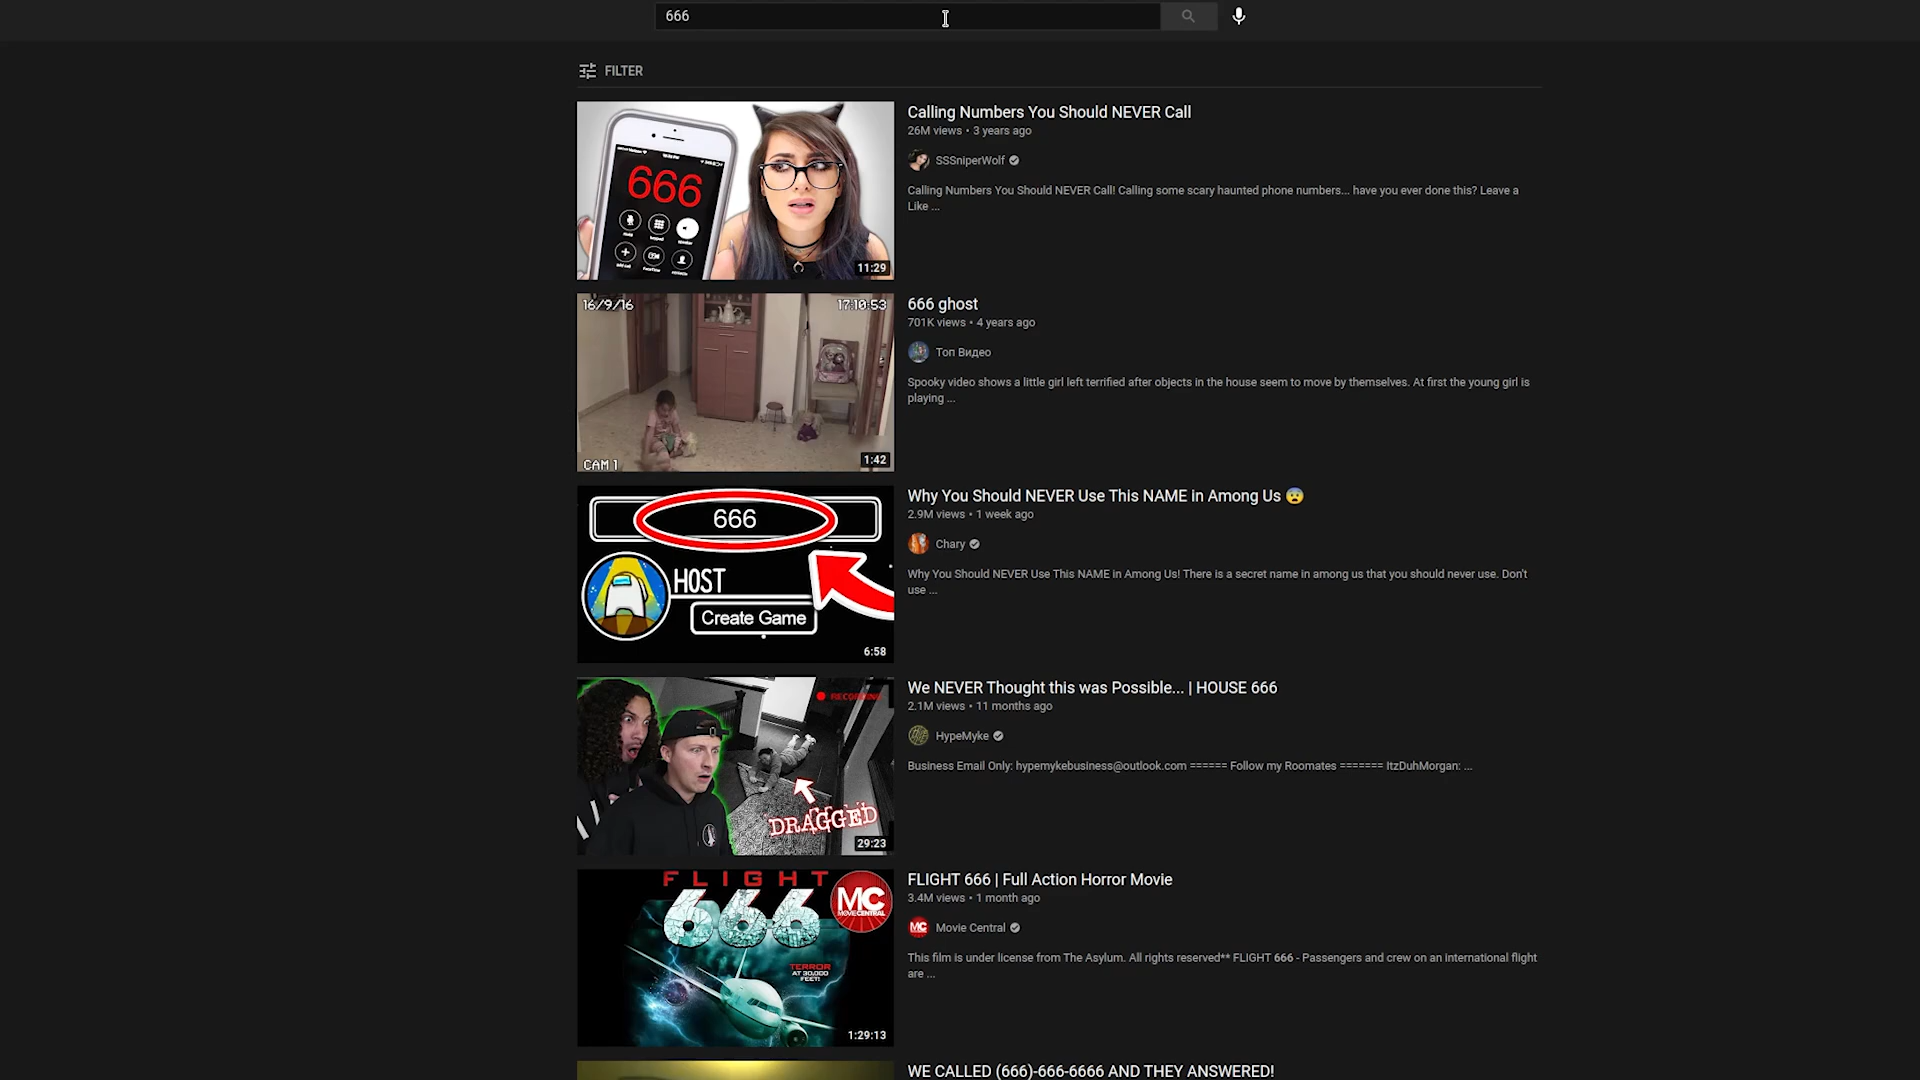 666
FILTER
666
11:29
Calling Numbers You Should NEVER Call
26M views • 3 years ago
SSSniperWolf
Calling Numbers You Should NEVER Call! Calling some scary haunted phone numbers... have you ever done this? Leave a
Like ...
16/9/16
17:10:53
CAM 1
1:42
666 ghost
701K views • 4 years ago
Топ Видео
Spooky video shows a little girl left terrified after objects in the house seem to move by themselves. At first the young girl is
playing ...
666
HOST
Create Game
6:58
Why You Should NEVER Use This NAME in Among Us 😨
2.9M views • 1 week ago
Chary
Why You Should NEVER Use This NAME in Among Us! There is a secret name in among us that you should never use. Don't
use ...
DRAGGED
29:23
We NEVER Thought this was Possible... | HOUSE 666
2.1M views • 11 months ago
HypeMyke
Business Email Only: hypemykebusiness@outlook.com ====== Follow my Roomates ======= ItzDuhMorgan: ...
FLIGHT
666
MC
MOVIE CENTRAL
TERROR
AT 30,000
FEET!
1:29:13
FLIGHT 666 | Full Action Horror Movie
3.4M views • 1 month ago
MC
Movie Central
This film is under license from The Asylum. All rights reserved** FLIGHT 666 - Passengers and crew on an international flight
are ...
WE CALLED (666)-666-6666 AND THEY ANSWERED!